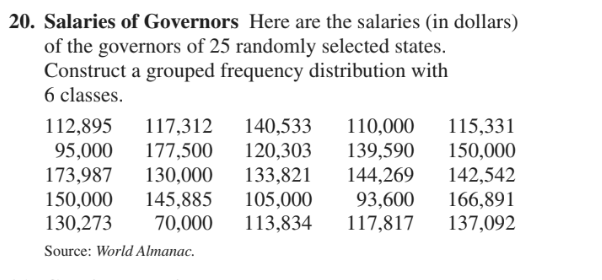 20. Salaries of Governors Here are the salaries (in dollars)
of the governors of 25 randomly selected states.
Construct a grouped frequency distribution with
6 classes.
112,895 117,312 140,533 110,000 115,331
95,000 177,500 120,303 139,590 150,000
173,987 130,000 133,821 144,269 142,542
150,000 145,885 105,000 93,600 166,891
130,273 70,000 113,834 117,817 137,092
Source: World Almanac.